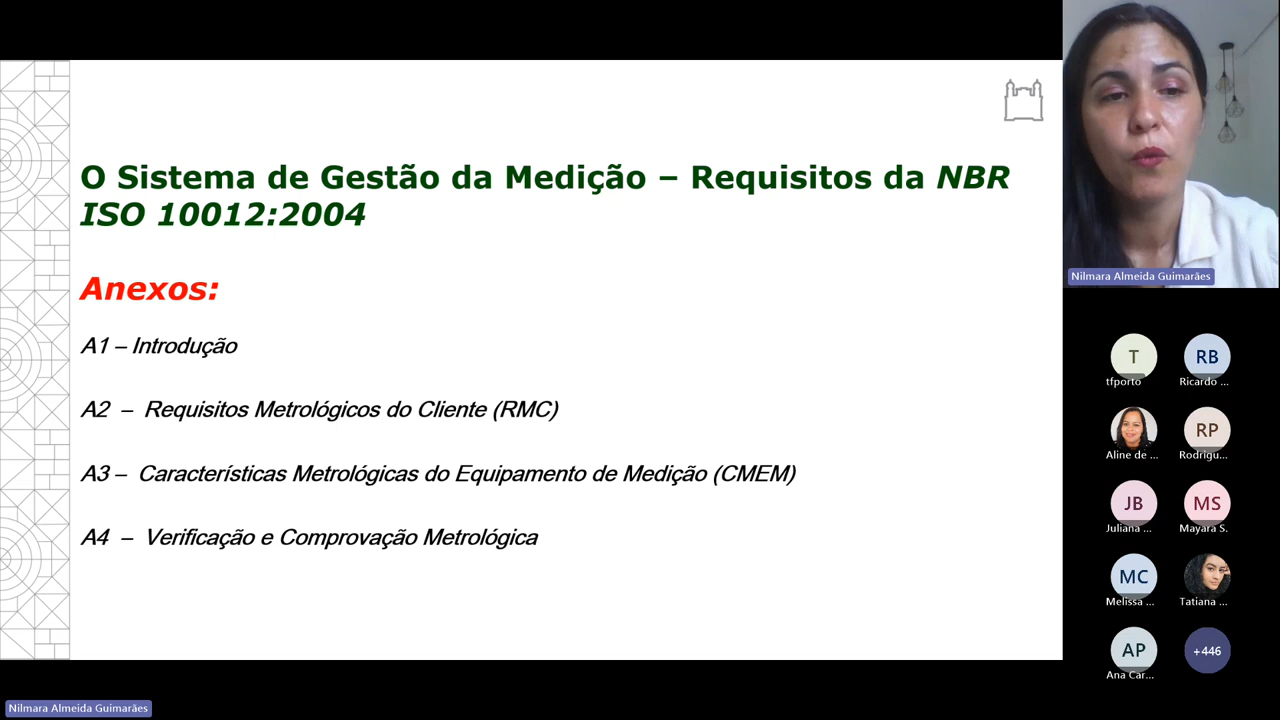 O Sistema de Gestão da Medição – Requisitos da NBR
ISO 10012:2004
Anexos:
A1 – Introdução
A2 – Requisitos Metrológicos do Cliente (RMC)
A3 – Características Metrológicas do Equipamento de Medição (CMEM)
A4 – Verificação e Comprovação Metrológica
Nilmara Almeida Guimarães
T
RB
tfporto
Ricardo ...
RP
Aline de ...
Rodrigu...
JB
MS
Juliana ...
Mayara S.
MC
Melissa ...
Tatiana ...
AP
+446
Ana Car...
Nilmara Almeida Guimarães